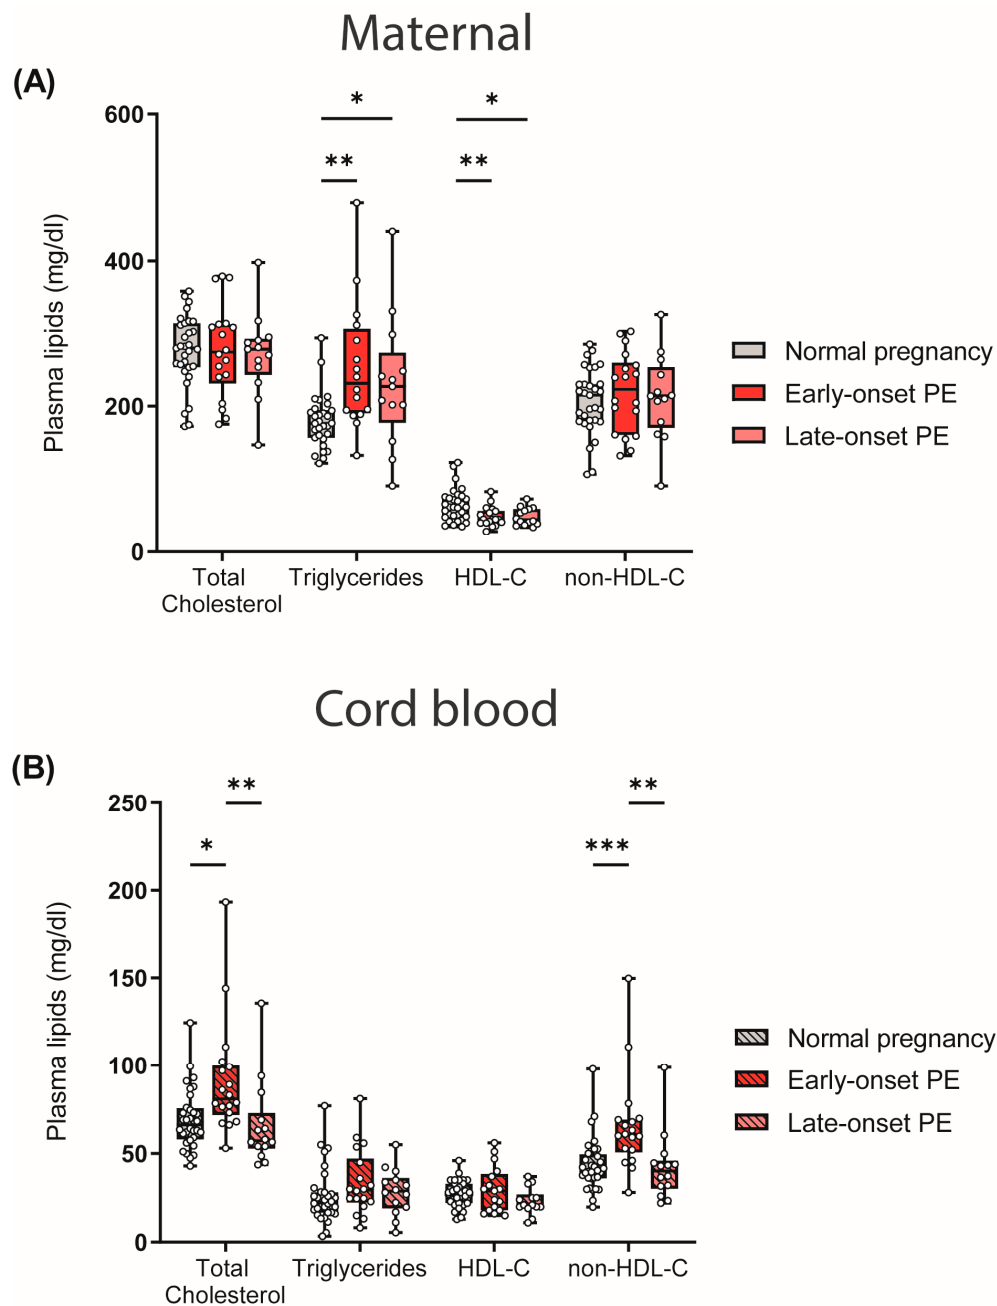 Maternal
(A)
* *
** **
600
400
200
0
Plasma lipids (mg/dl)
Total
Cholesterol
Triglycerides
HDL-C
non-HDL-C
Normal pregnancy
Early-onset PE
Late-onset PE
Cord blood
(B)
** **
* ***
250
200
150
100
50
0
Plasma lipids (mg/dl)
Total
Cholesterol
Triglycerides
HDL-C
non-HDL-C
Normal pregnancy
Early-onset PE
Late-onset PE